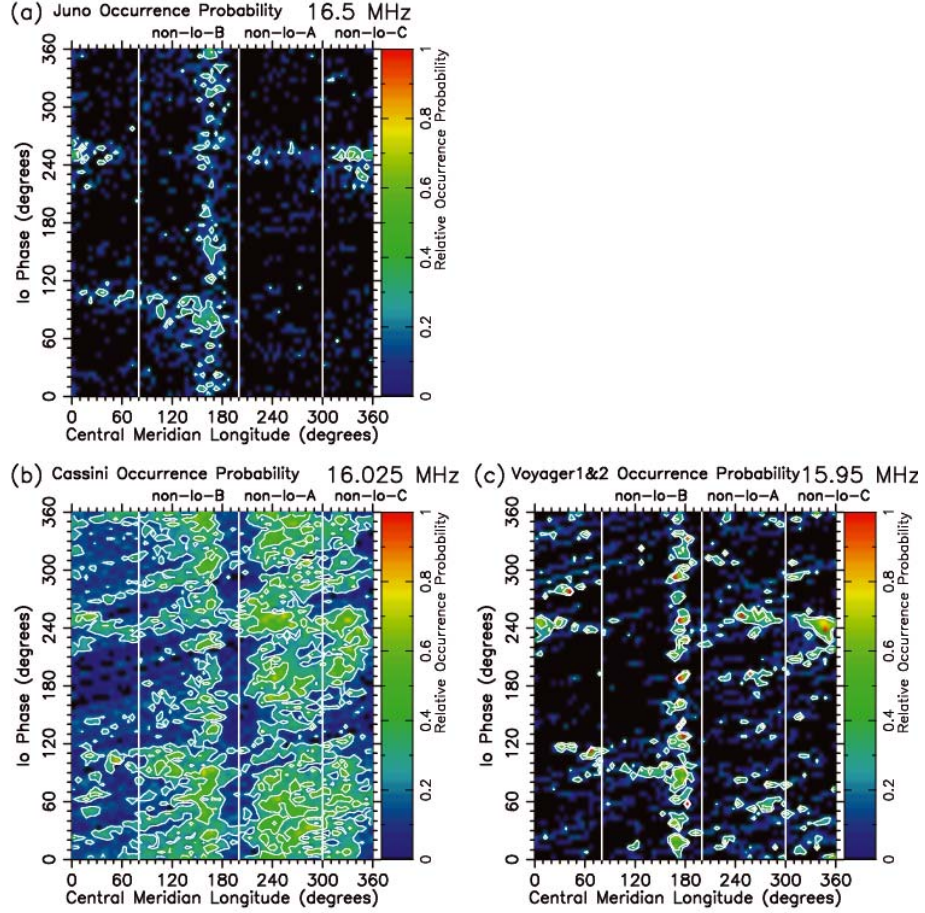 (a) Juno Occurrence Probability 16.5 MHz
non-Io-B non-Io-A non-Io-C
360
300
240
180
120
60
0
Io Phase (degrees)
0 60 120 180 240 300 360
Central Meridian Longitude (degrees)
1
0.8
0.6
0.4
0.2
0
Relative Occurrence Probability
(b) Cassini Occurrence Probability 16.025 MHz
non-Io-B non-Io-A non-Io-C
360
300
240
180
120
60
0
Io Phase (degrees)
0 60 120 180 240 300 360
Central Meridian Longitude (degrees)
1
0.8
0.6
0.4
0.2
0
Relative Occurrence Probability
(c) Voyager1&2 Occurrence Probability 15.95 MHz
non-Io-B non-Io-A non-Io-C
360
300
240
180
120
60
0
Io Phase (degrees)
0 60 120 180 240 300 360
Central Meridian Longitude (degrees)
1
0.8
0.6
0.4
0.2
0
Relative Occurrence Probability